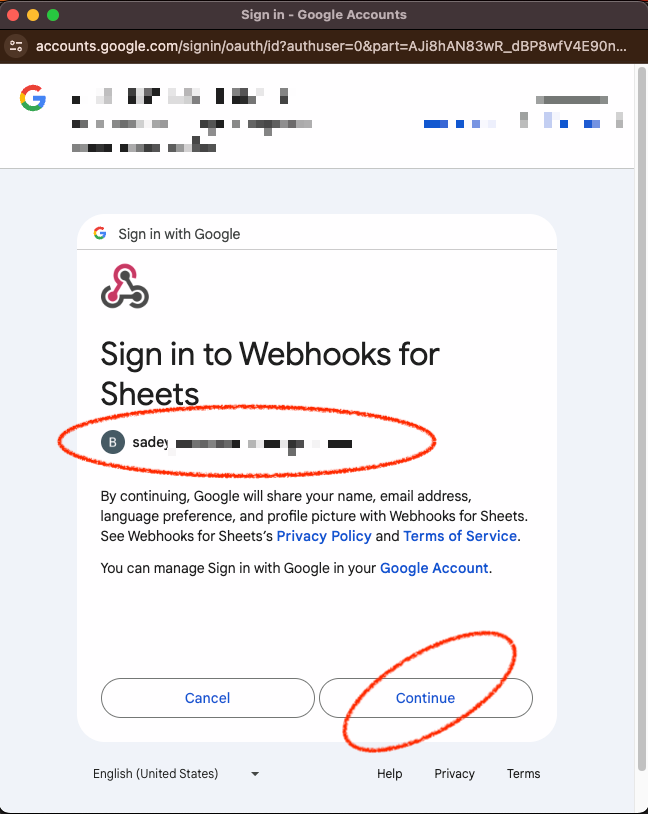 Sign in - Google Accounts
accounts.google.com/signin/oauth/id?authuser=0&part=AJi8hAN83wR_dBP8wfV4E90n...
Sign in with Google
Sign in to Webhooks for
Sheets
B
By continuing, Google will share your name, email address,
language preference, and profile picture with Webhooks for Sheets.
See Webhooks for Sheets's Privacy Policy and Terms of Service.
You can manage Sign in with Google in your Google Account.
Cancel Continue
English (United States) Help Privacy Terms